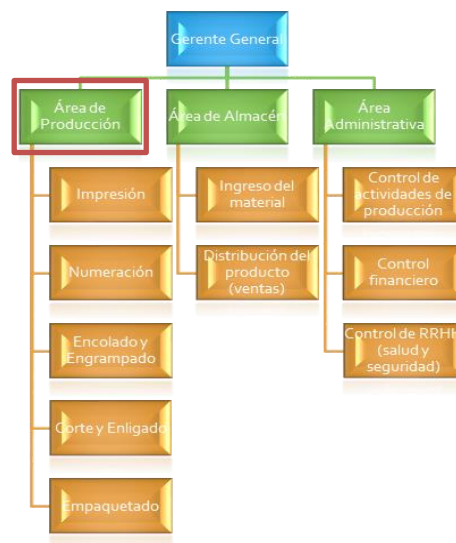 Gerente General
Área de
Producción
Área de Almacén
Área
Administrativa
Impresión
Ingreso del
material
Control de
actividades de
producción
Numeración
Distribución del
producto
(ventas)
Control
financiero
Encolado y
Engrampado
Control de RRHH
(salud y
seguridad)
Corte y Enligado
Empaquetado